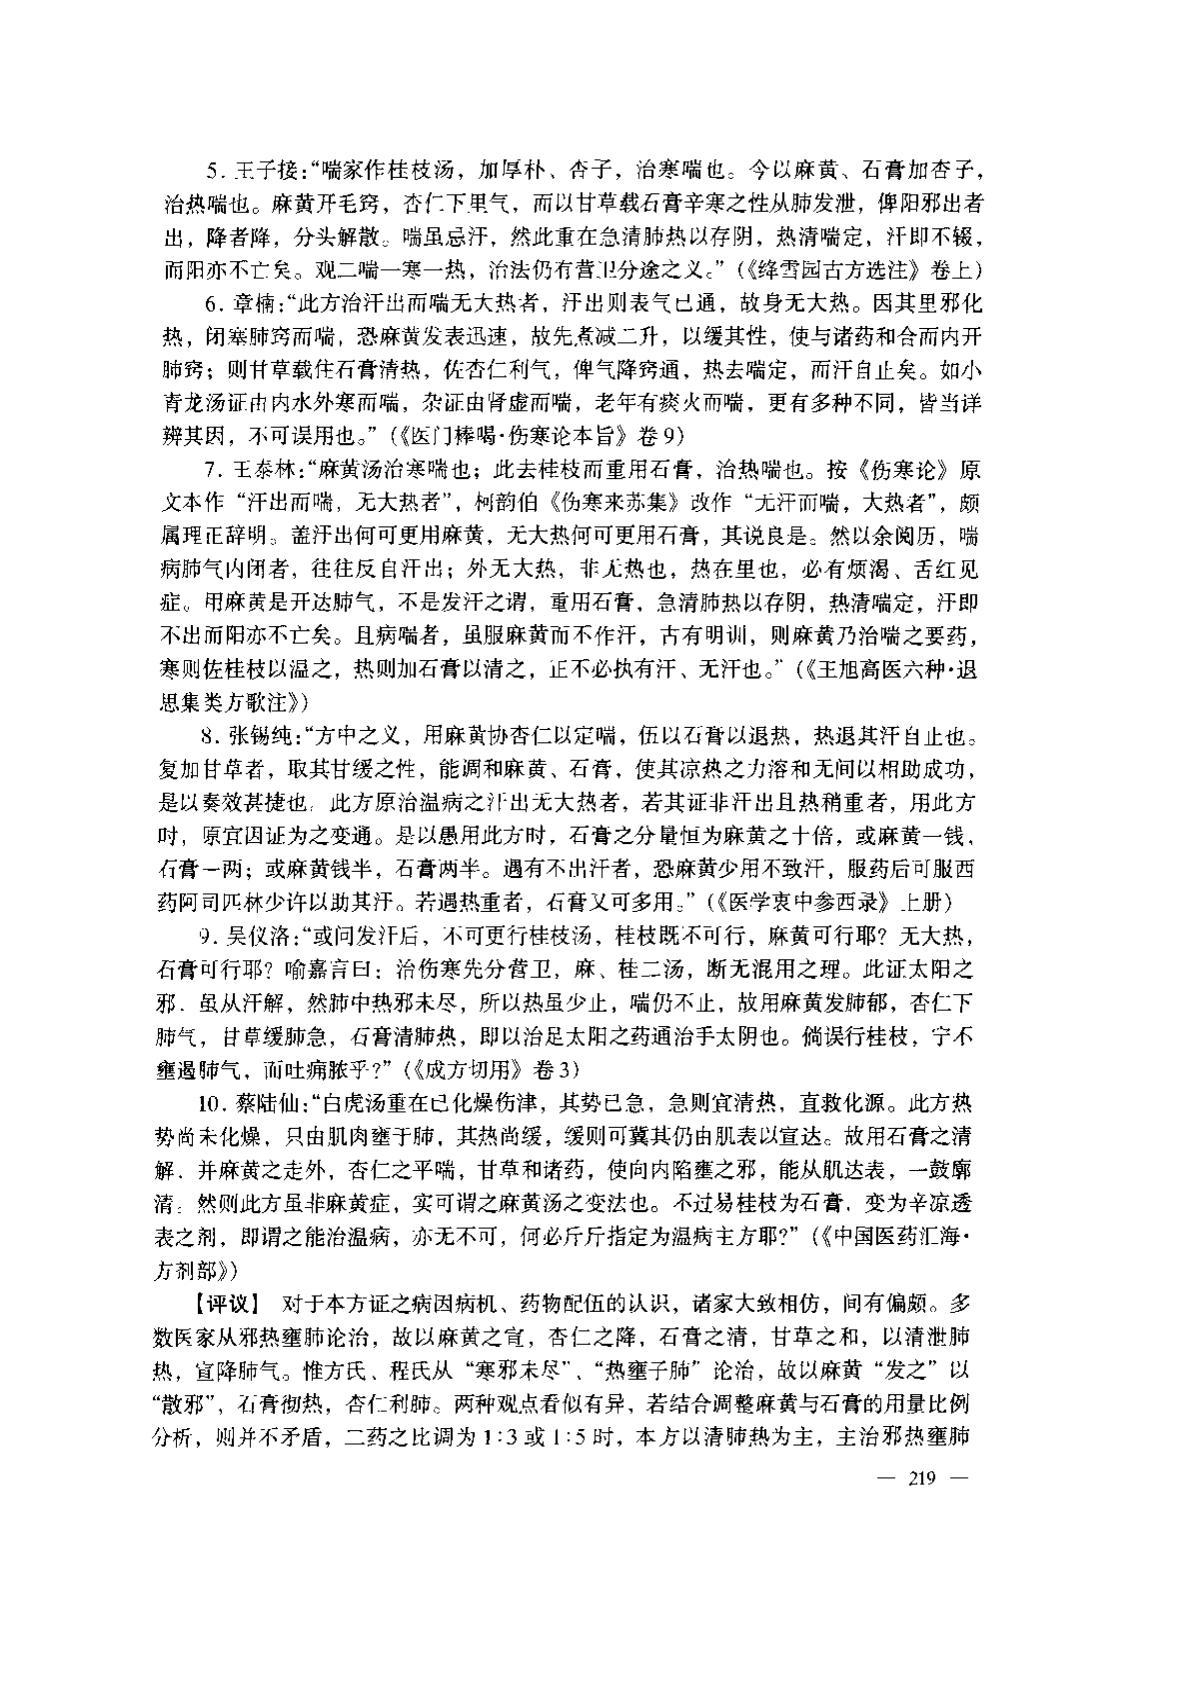 5. 王子接:“喘家作桂枝汤，加厚朴、杏子，治寒喘也。今以麻黄、石膏加杏子，
治热喘也。麻黄开毛窍，杏仁下里气，而以甘草载石膏辛寒之性从肺发泄，俾阳邪出者
出，降者降，分头解散。喘虽忌汗，然此重在急清肺热以存阴，热清喘定，汗即不辍，
而阳亦不亡矣。观二喘一寒一热，治法仍有营卫分途之义。”(《绛雪园古方选注》卷上)
6. 章楠:“此方治汗出而喘无大热者，汗出则表气已通，故身无大热。因其里邪化
热，闭塞肺窍而喘，恐麻黄发表迅速，故先煮减二升，以缓其性，使与诸药和合而内开
肺窍；则甘草载住石膏清热，佐杏仁利气，俾气降窍通，热去喘定，而汗自止矣。如小
青龙汤证由内水外寒而喘，杂证由肾虚而喘，老年有痰火而喘，更有多种不同，皆当详
辨其因，不可误用也。”(《医门棒喝·伤寒论本旨》卷9)
7. 王泰林:“麻黄汤治寒喘也；此去桂枝而重用石膏，治热喘也。按《伤寒论》原
文本作“汗出而喘，无大热者”，柯韵伯《伤寒来苏集》改作“无汗而喘，大热者”，颇
属理正辞明。盖汗出何可更用麻黄，无大热何可更用石膏，其说良是。然以余阅历，喘
病肺气内闭者，往往反自汗出；外无大热，非无热也，热在里也，必有烦渴、舌红见
症。用麻黄是开达肺气，不是发汗之谓，重用石膏，急清肺热以存阴，热清喘定，汗即
不出而阳亦不亡矣。且病喘者，虽服麻黄而不作汗，古有明训，则麻黄乃治喘之要药，
寒则佐桂枝以温之，热则加石膏以清之，正不必执有汗、无汗也。”(《王旭高医六种·退
思集类方歌注》)
8. 张锡纯:“方中之义，用麻黄协杏仁以定喘，伍以石膏以退热，热退其汗自止也。
复加甘草者，取其甘缓之性，能调和麻黄、石膏，使其凉热之力溶和无间以相助成功，
是以奏效甚捷也。此方原治温病之汗出无大热者，若其证非汗出且热稍重者，用此方
时，原宜因证为之变通。是以愚用此方时，石膏之分量恒为麻黄之十倍，或麻黄一钱，
石膏一两；或麻黄钱半，石膏两半。遇有不出汗者，恐麻黄少用不致汗，服药后可服西
药阿司匹林少许以助其汗。若遇热重者，石膏又可多用。”(《医学衷中参西录》上册)
9. 吴仪洛:“或问发汗后，不可更行桂枝汤，桂枝既不可行，麻黄可行耶？无大热，
石膏可行耶？喻嘉言曰：治伤寒先分营卫，麻、桂二汤，断无混用之理。此证太阳之
邪，虽从汗解，然肺中热邪未尽，所以热虽少止，喘仍不止，故用麻黄发肺郁，杏仁下
肺气，甘草缓肺急，石膏清肺热，即以治足太阳之药通治手太阴也。倘误行桂枝，宁不
壅遏肺气，而吐痈脓乎?”(《成方切用》卷3)
10. 蔡陆仙:“白虎汤重在已化燥伤津，其势已急，急则宜清热，直救化源。此方热
势尚未化燥，只由肌肉壅于肺，其热尚缓，缓则可冀其仍由肌表以宣达。故用石膏之清
解，并麻黄之走外，杏仁之平喘，甘草和诸药，使向内陷壅之邪，能从肌达表，一鼓廓
清。然则此方虽非麻黄症，实可谓之麻黄汤之变法也。不过易桂枝为石膏，变为辛凉透
表之剂，即谓之能治温病，亦无不可，何必斤斤指定为温病主方耶?”(《中国医药汇海·
方剂部》)
【评议】 对于本方证之病因病机、药物配伍的认识，诸家大致相仿，间有偏颇。多
数医家从邪热壅肺论治，故以麻黄之宣，杏仁之降，石膏之清，甘草之和，以清泄肺
热，宣降肺气。惟方氏、程氏从“寒邪未尽”、“热壅于肺”论治，故以麻黄“发之”以
“散邪”，石膏彻热，杏仁利肺。两种观点看似有异，若结合调整麻黄与石膏的用量比例
分析，则并不矛盾，二药之比调为1:3或1:5时，本方以清肺热为主，主治邪热壅肺
— 219 —